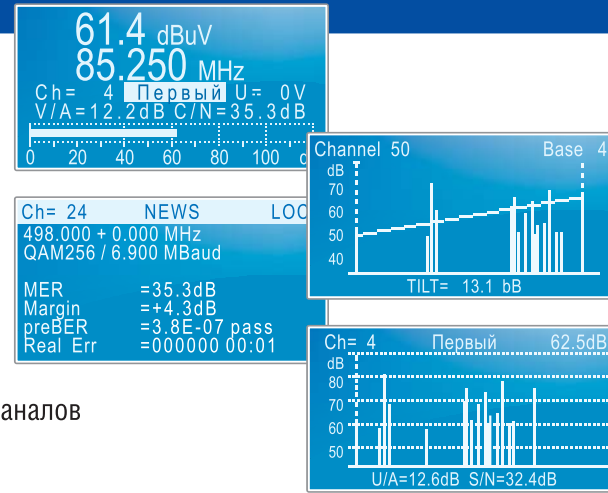 61.4 dBuV
85.250 MHz
Ch= 4 Первый U= 0V
V/A=12.2dB C/N=35.3dB
0 20 40 60 80 100
Channel 50 Base 4
dB
70
60
50
40
TILT= 13.1 bB
Ch= 24 NEWS LOC
498.000 + 0.000 MHz
QAM256 / 6.900 MBaud
MER =35.3dB
Margin =+4.3dB
preBER =3.8E-07 pass
Real Err =000000 00:01
Ch= 4 Первый 62.5dB
dB
80
70
60
50
U/A=12.6dB S/N=32.4dB
аналов